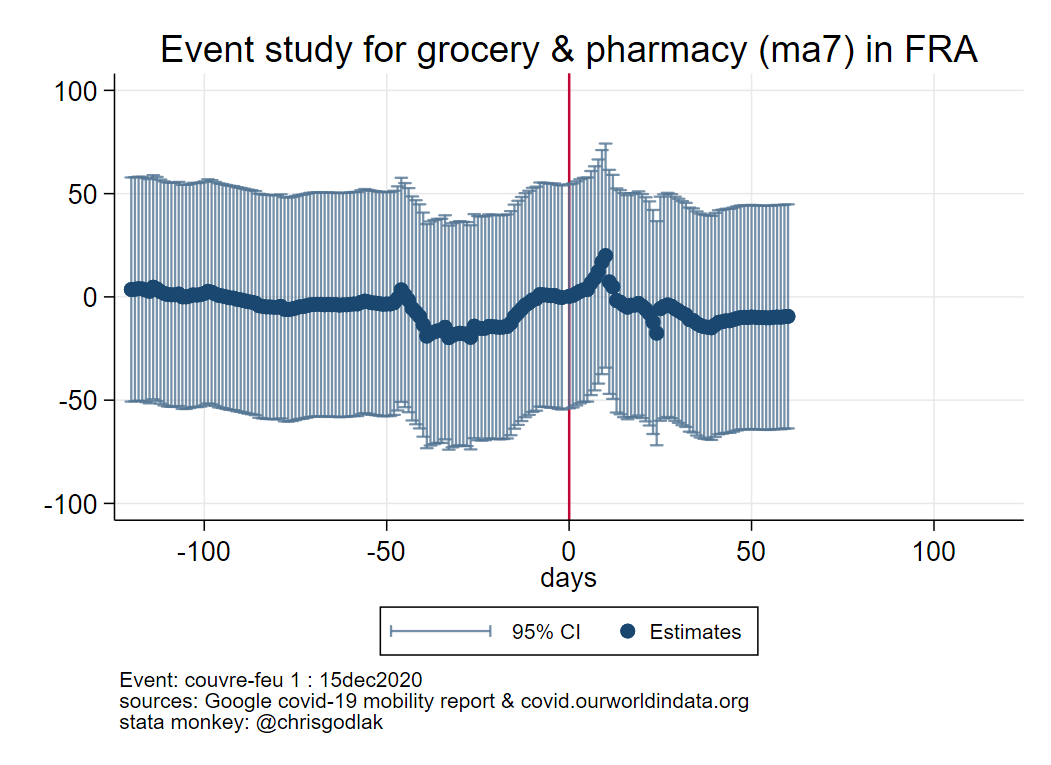 Event study for grocery & pharmacy (ma7) in FRA
100
50
0
-50
-100
-100 -50 0 50 100
days
95% CI Estimates
Event: couvre-feu 1 : 15dec2020
sources: Google covid-19 mobility report & covid.ourworldindata.org
stata monkey: @chrisgodlak